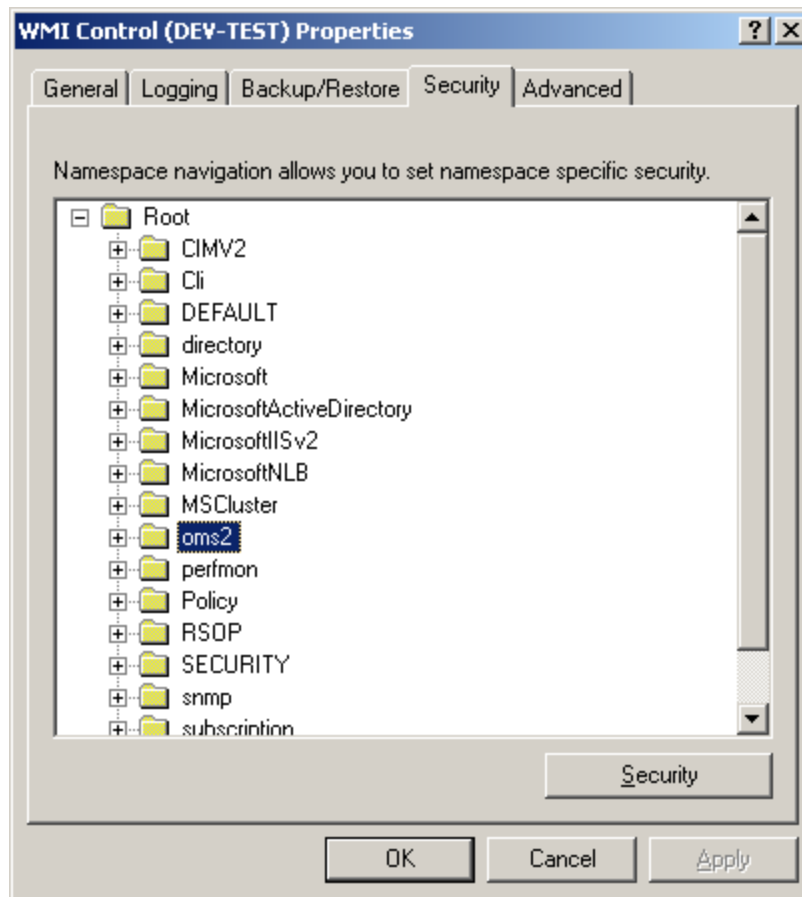 WMI Control (DEV-TEST) Properties
General Logging Backup/Restore Security Advanced
Namespace navigation allows you to set namespace specific security.
Root
CIMV2
Cli
DEFAULT
directory
Microsoft
MicrosoftActiveDirectory
MicrosoftIISv2
MicrosoftNLB
MSCluster
oms2
perfmon
Policy
RSOP
SECURITY
snmp
subscription
Security
OK Cancel Apply